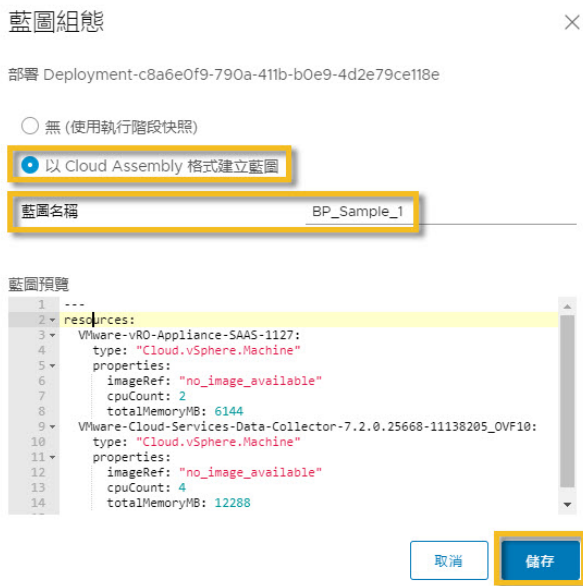 藍圖組態
部署 Deployment-c8a6e0f9-790a-411b-b0e9-4d2e79ce118e
無 (使用執行階段快照)
以 Cloud Assembly 格式建立藍圖
藍圖名稱 BP_Sample_1
藍圖預覽
1 ---
2 resources:
3 VMware-vRO-Appliance-SAAS-1127:
4 type: "Cloud.vSphere.Machine"
5 properties:
6 imageRef: "no_image_available"
7 cpuCount: 2
8 totalMemoryMB: 6144
9 VMware-Cloud-Services-Data-Collector-7.2.0.25668-11138205_OVF10:
10 type: "Cloud.vSphere.Machine"
11 properties:
12 imageRef: "no_image_available"
13 cpuCount: 4
14 totalMemoryMB: 12288
取消 儲存